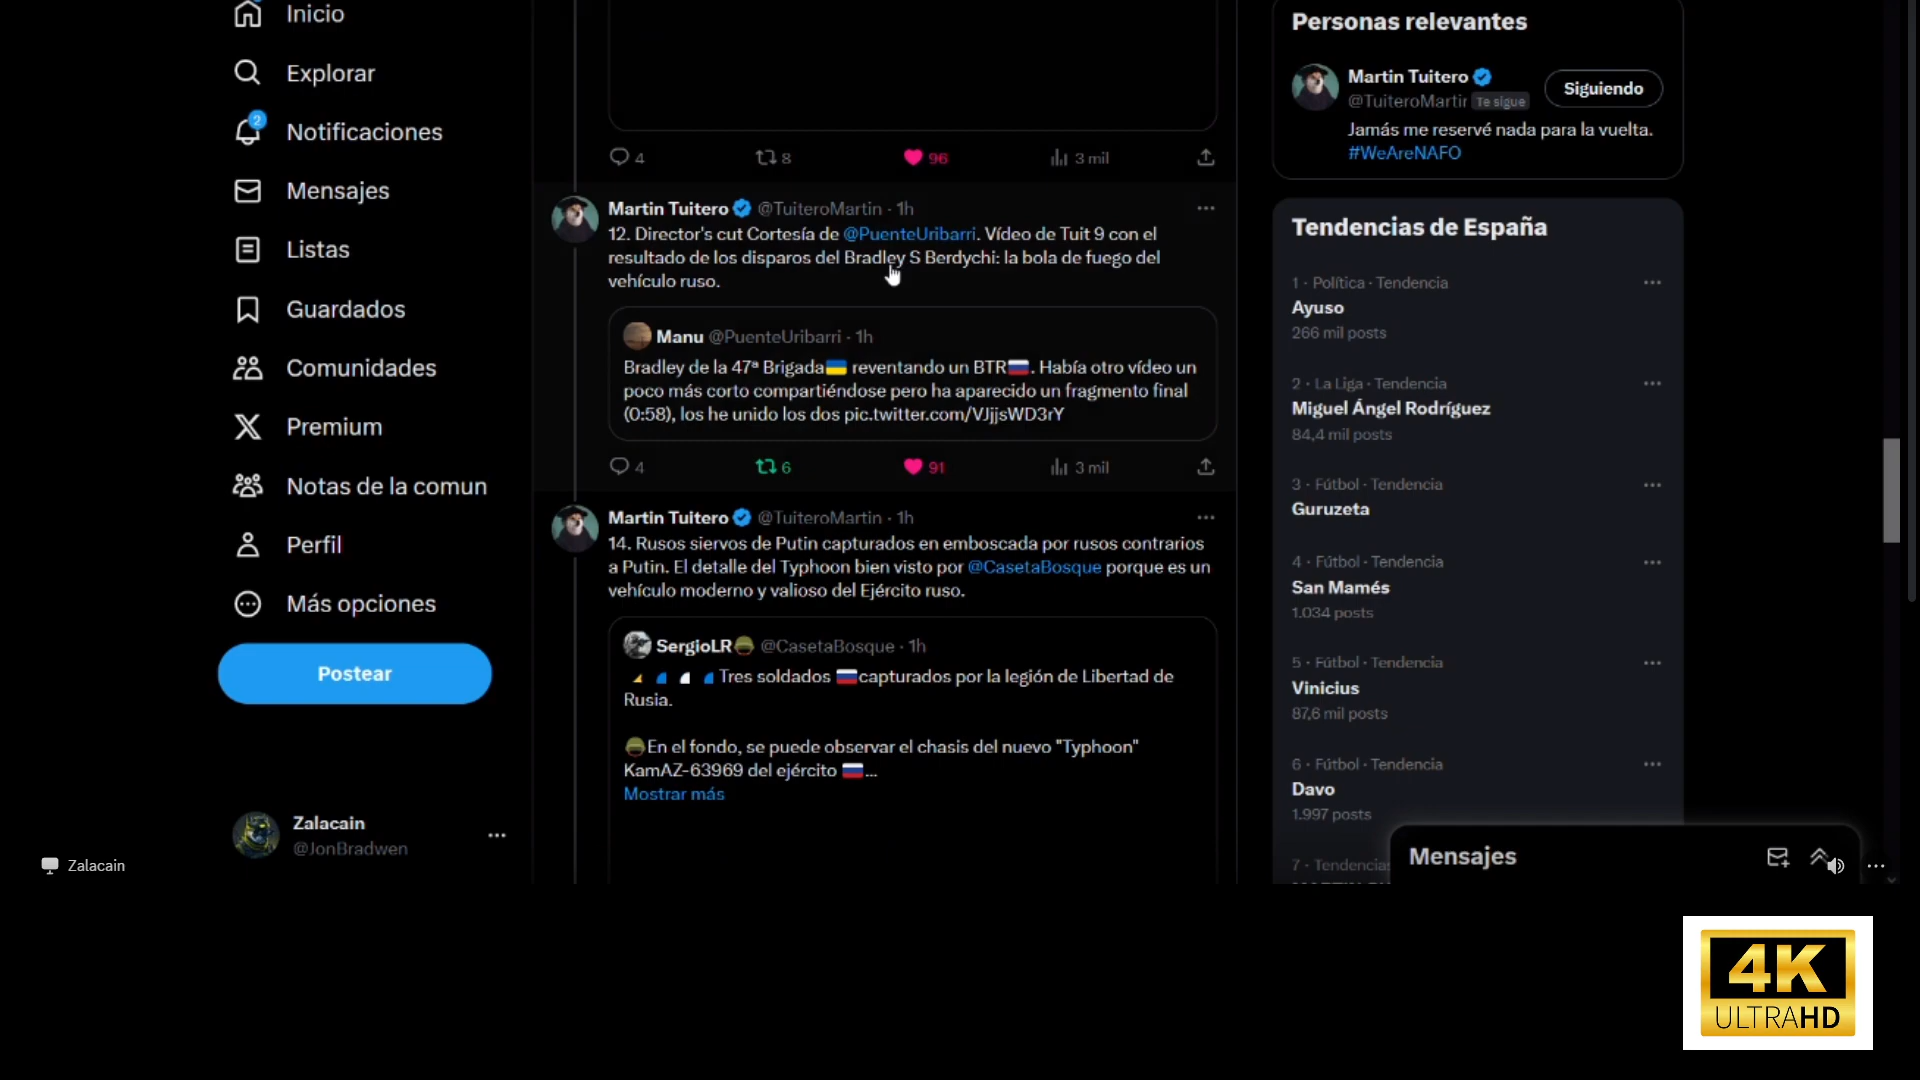 Inicio
Explorar
2
Notificaciones
Mensajes
Listas
Guardados
Comunidades
Premium
Notas de la comun
Perfil
Más opciones
Postear
Zalacain
@JonBradwen
Zalacain
4 8 96 3 mil
Martin Tuitero @TuiteroMartin · 1h
12. Director's cut Cortesía de @PuenteUribarri. Vídeo de Tuit 9 con el
resultado de los disparos del Bradley S Berdychi: la bola de fuego del
vehículo ruso.
Manu @PuenteUribarri · 1h
Bradley de la 47ª Brigada reventando un BTR. Había otro vídeo un
poco más corto compartiéndose pero ha aparecido un fragmento final
(0:58), los he unido los dos pic.twitter.com/VJjjsWD3rY
4 6 91 3 mil
Martin Tuitero @TuiteroMartin · 1h
14. Rusos siervos de Putin capturados en emboscada por rusos contrarios
a Putin. El detalle del Typhoon bien visto por @CasetaBosque porque es un
vehículo moderno y valioso del Ejército ruso.
SergioLR @CasetaBosque · 1h
Tres soldados capturados por la legión de Libertad de
Rusia.
En el fondo, se puede observar el chasis del nuevo "Typhoon"
KamAZ-63969 del ejército ...
Mostrar más
Personas relevantes
Martin Tuitero
@TuiteroMartir Te sigue
Siguiendo
Jamás me reservé nada para la vuelta.
#WeAreNAFO
Tendencias de España
1 · Política · Tendencia
Ayuso
266 mil posts
2 · La Liga · Tendencia
Miguel Ángel Rodríguez
84,4 mil posts
3 · Fútbol · Tendencia
Guruzeta
4 · Fútbol · Tendencia
San Mamés
1.034 posts
5 · Fútbol · Tendencia
Vinicius
87,6 mil posts
6 · Fútbol · Tendencia
Davo
1.997 posts
7 · Tendencias
Mensajes
4K
ULTRAHD